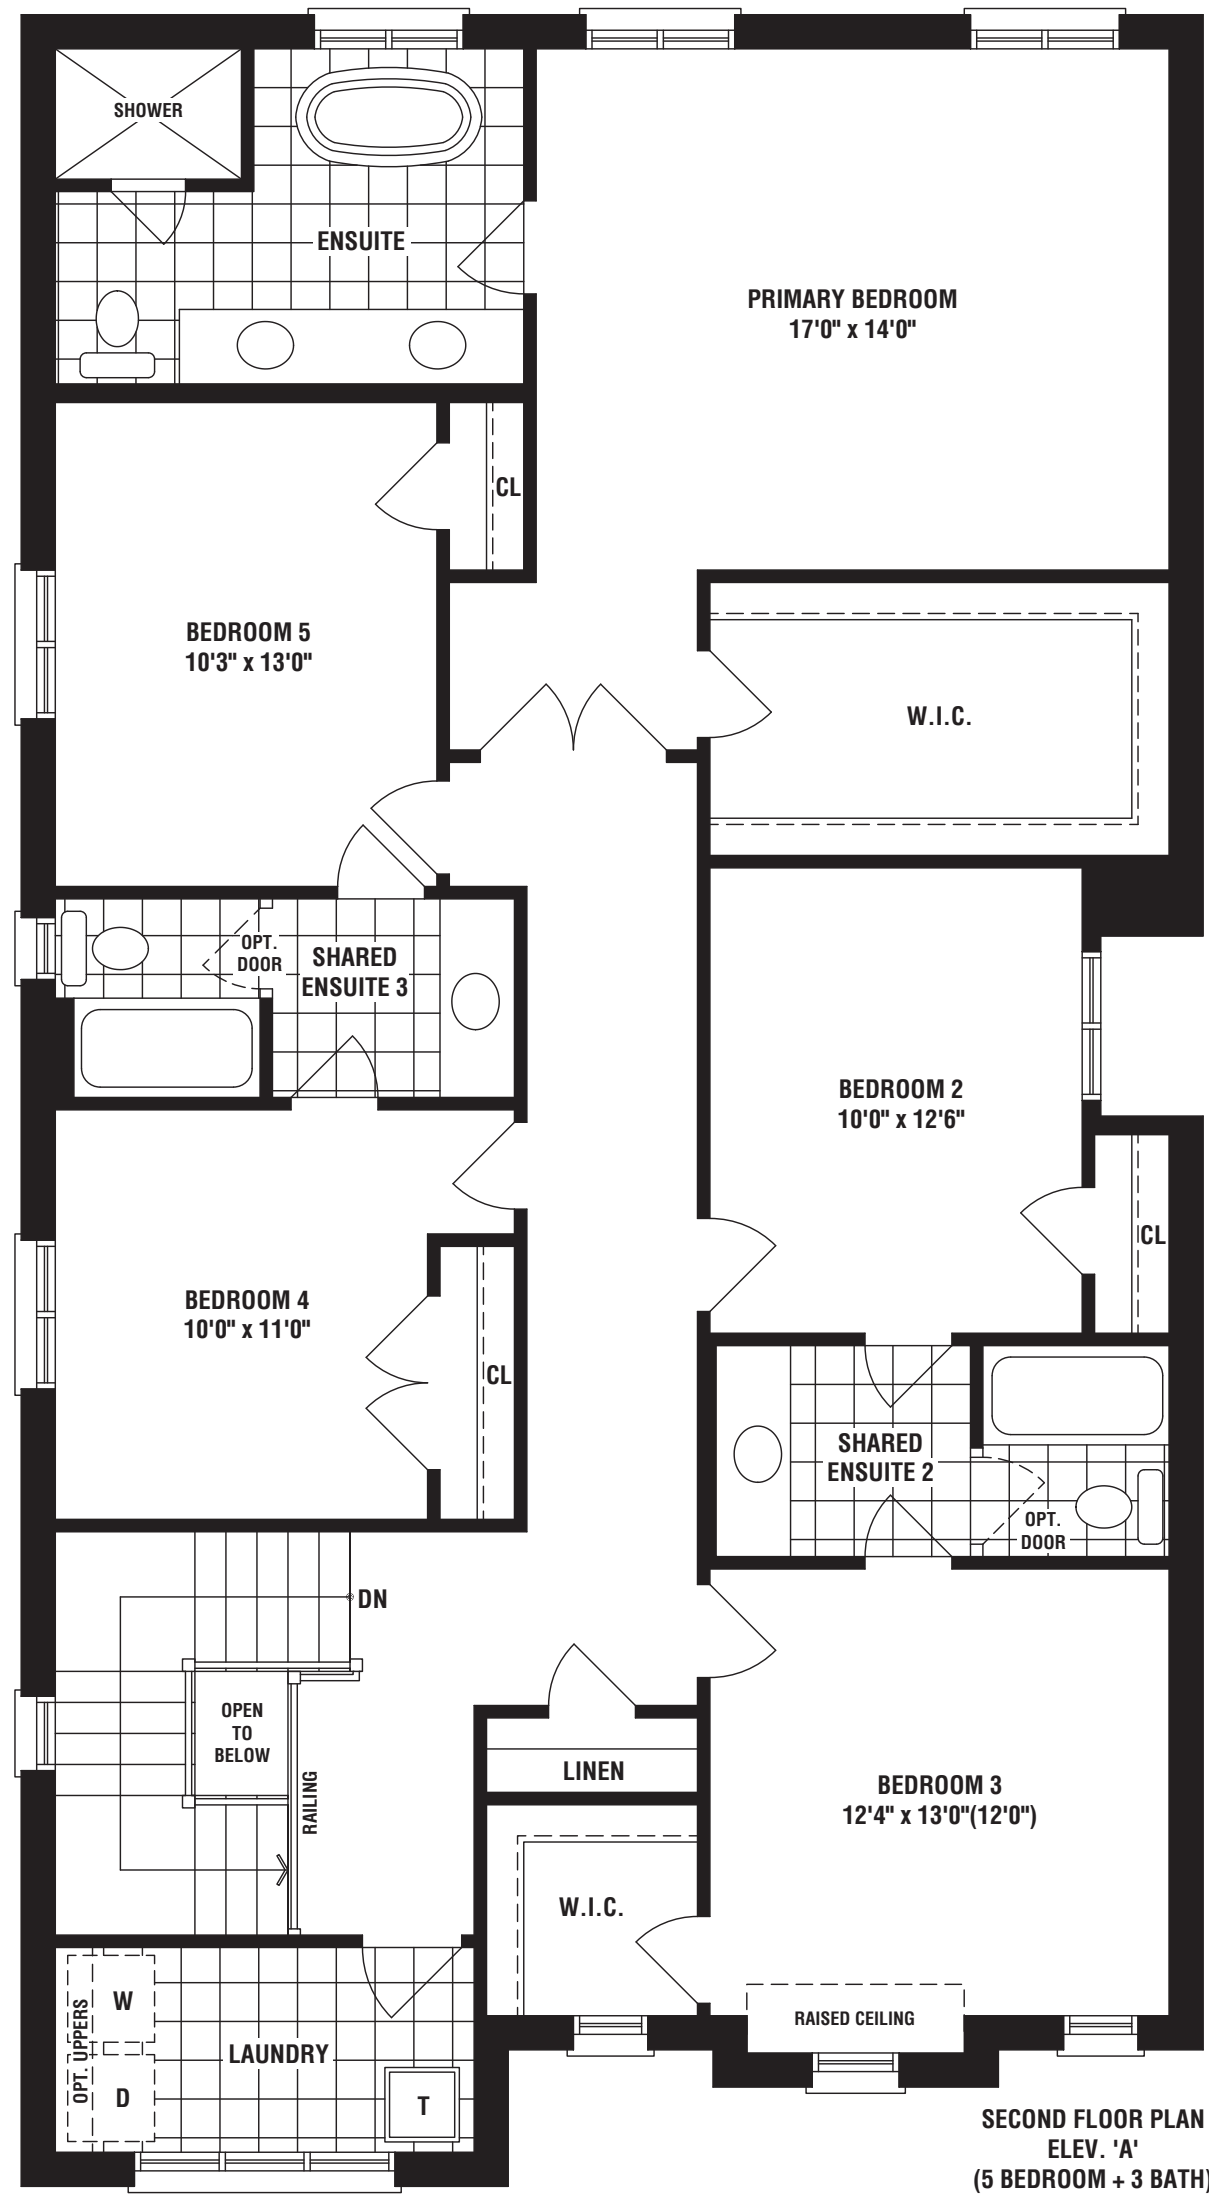 SHOWER
ENSUITE
PRIMARY BEDROOM
17'0" x 14'0"
CL
BEDROOM 5
10'3" x 13'0"
W.I.C.
OPT.
DOOR
SHARED
ENSUITE 3
BEDROOM 2
10'0" x 12'6"
CL
BEDROOM 4
10'0" x 11'0"
CL
SHARED
ENSUITE 2
OPT.
DOOR
DN
OPEN
TO
BELOW
RAILING
LINEN
BEDROOM 3
12'4" x 13'0"(12'0")
W.I.C.
RAISED CEILING
OPT. UPPERS
W
D
LAUNDRY
T
SECOND FLOOR PLAN
ELEV. 'A'
(5 BEDROOM + 3 BATH)